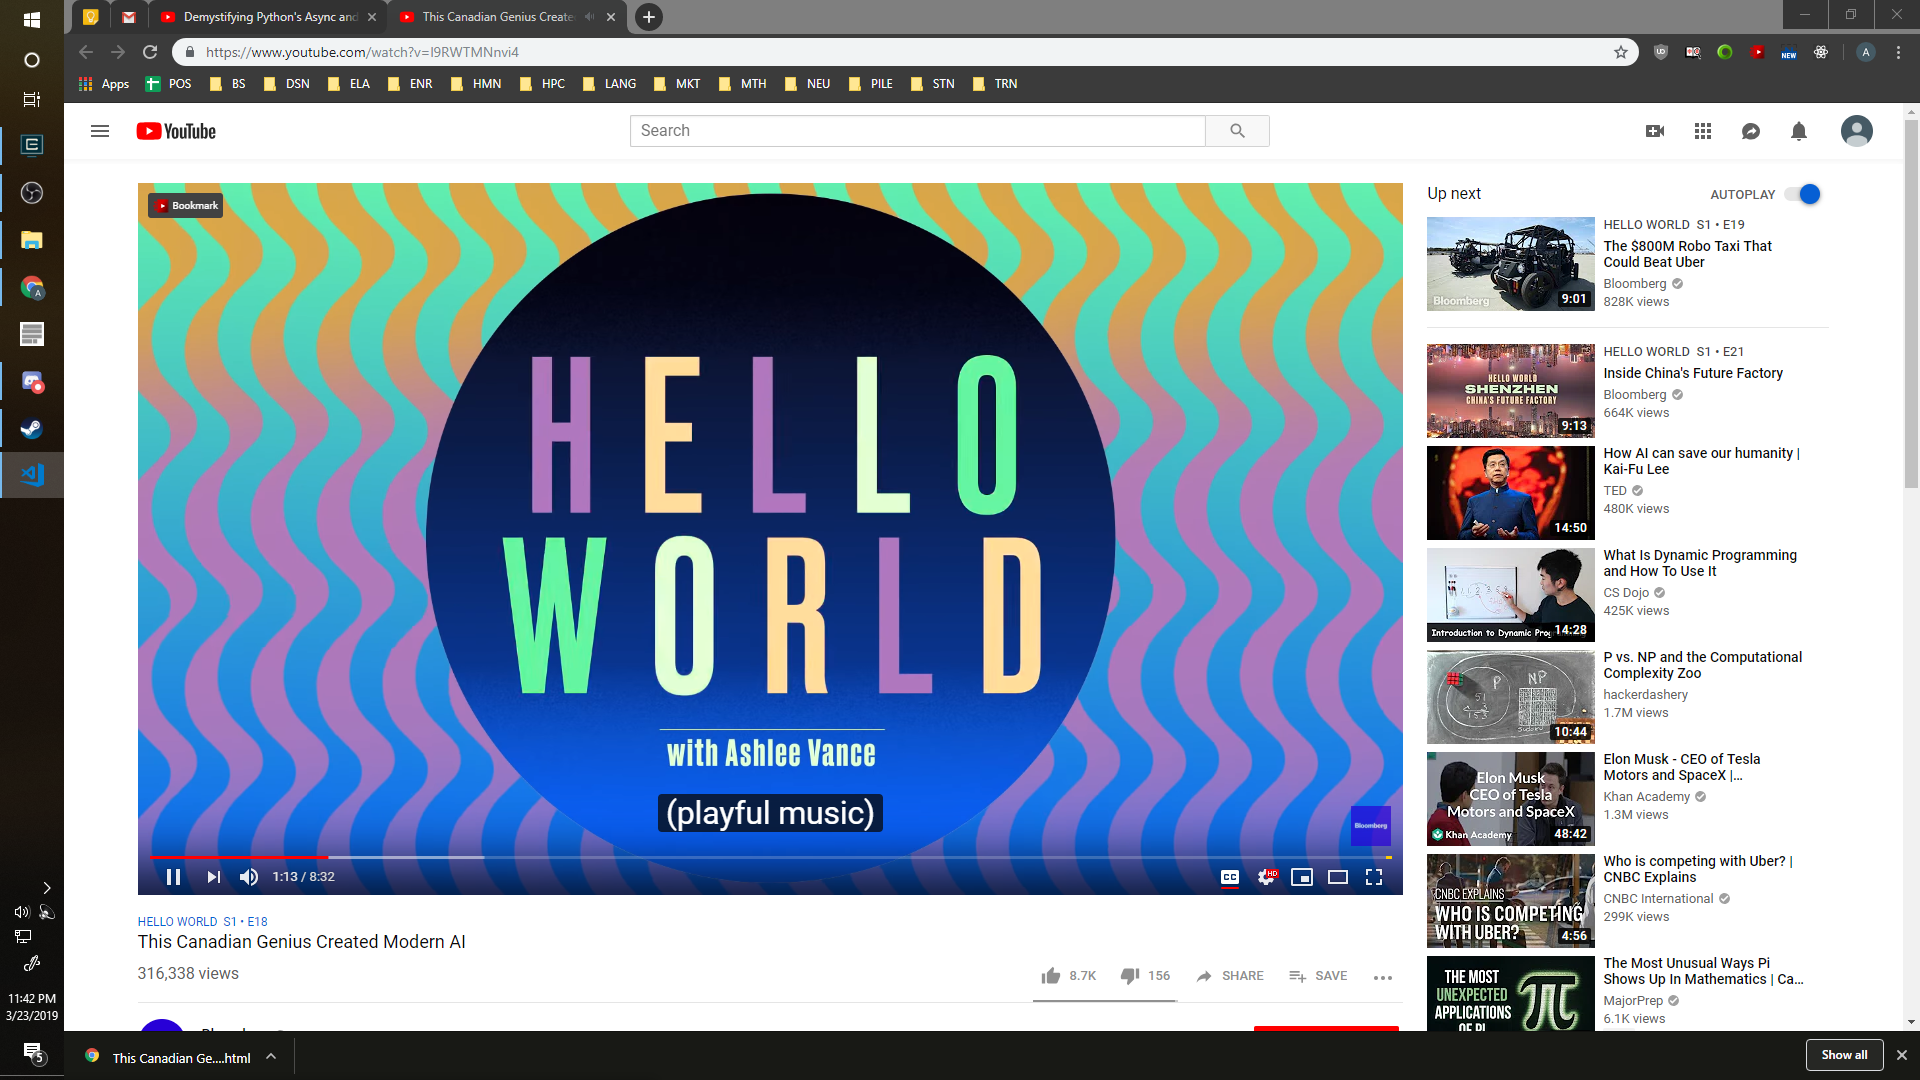 Demystifying Python's Async and
This Canadian Genius Create
https://www.youtube.com/watch?v=I9RWTMNnvi4
A
Apps
POS
BS
DSN
ELA
ENR
HMN
HPC
LANG
MKT
MTH
NEU
PILE
STN
TRN
YouTube
Search
Bookmark
HELLO
WORLD
with Ashlee Vance
(playful music)
Bloomberg
1:13 / 8:32
CC
HD
HELLO WORLD S1 • E18
This Canadian Genius Created Modern AI
316,338 views
8.7K
156
SHARE
SAVE
Up next
AUTOPLAY
Bloomberg
9:01
HELLO WORLD S1 • E19
The $800M Robo Taxi That
Could Beat Uber
Bloomberg
828K views
HELLO WORLD
SHENZHEN
CHINA'S FUTURE FACTORY
9:13
HELLO WORLD S1 • E21
Inside China's Future Factory
Bloomberg
664K views
14:50
How AI can save our humanity |
Kai-Fu Lee
TED
480K views
Introduction to Dynamic
14:28
What Is Dynamic Programming
and How To Use It
CS Dojo
425K views
P NP
10:44
P vs. NP and the Computational
Complexity Zoo
hackerdashery
1.7M views
Elon Musk
CEO of Tesla
Motors and SpaceX
Khan Academy
48:42
Elon Musk - CEO of Tesla
Motors and SpaceX |...
Khan Academy
1.3M views
CNBC EXPLAINS
WHO IS COMPETING
WITH UBER?
4:56
Who is competing with Uber? |
CNBC Explains
CNBC International
299K views
THE MOST
UNEXPECTED
APPLICATIONS
OF PI
The Most Unusual Ways Pi
Shows Up In Mathematics | Ca...
MajorPrep
6.1K views
11:42 PM
3/23/2019
5
This Canadian Ge....html
Show all